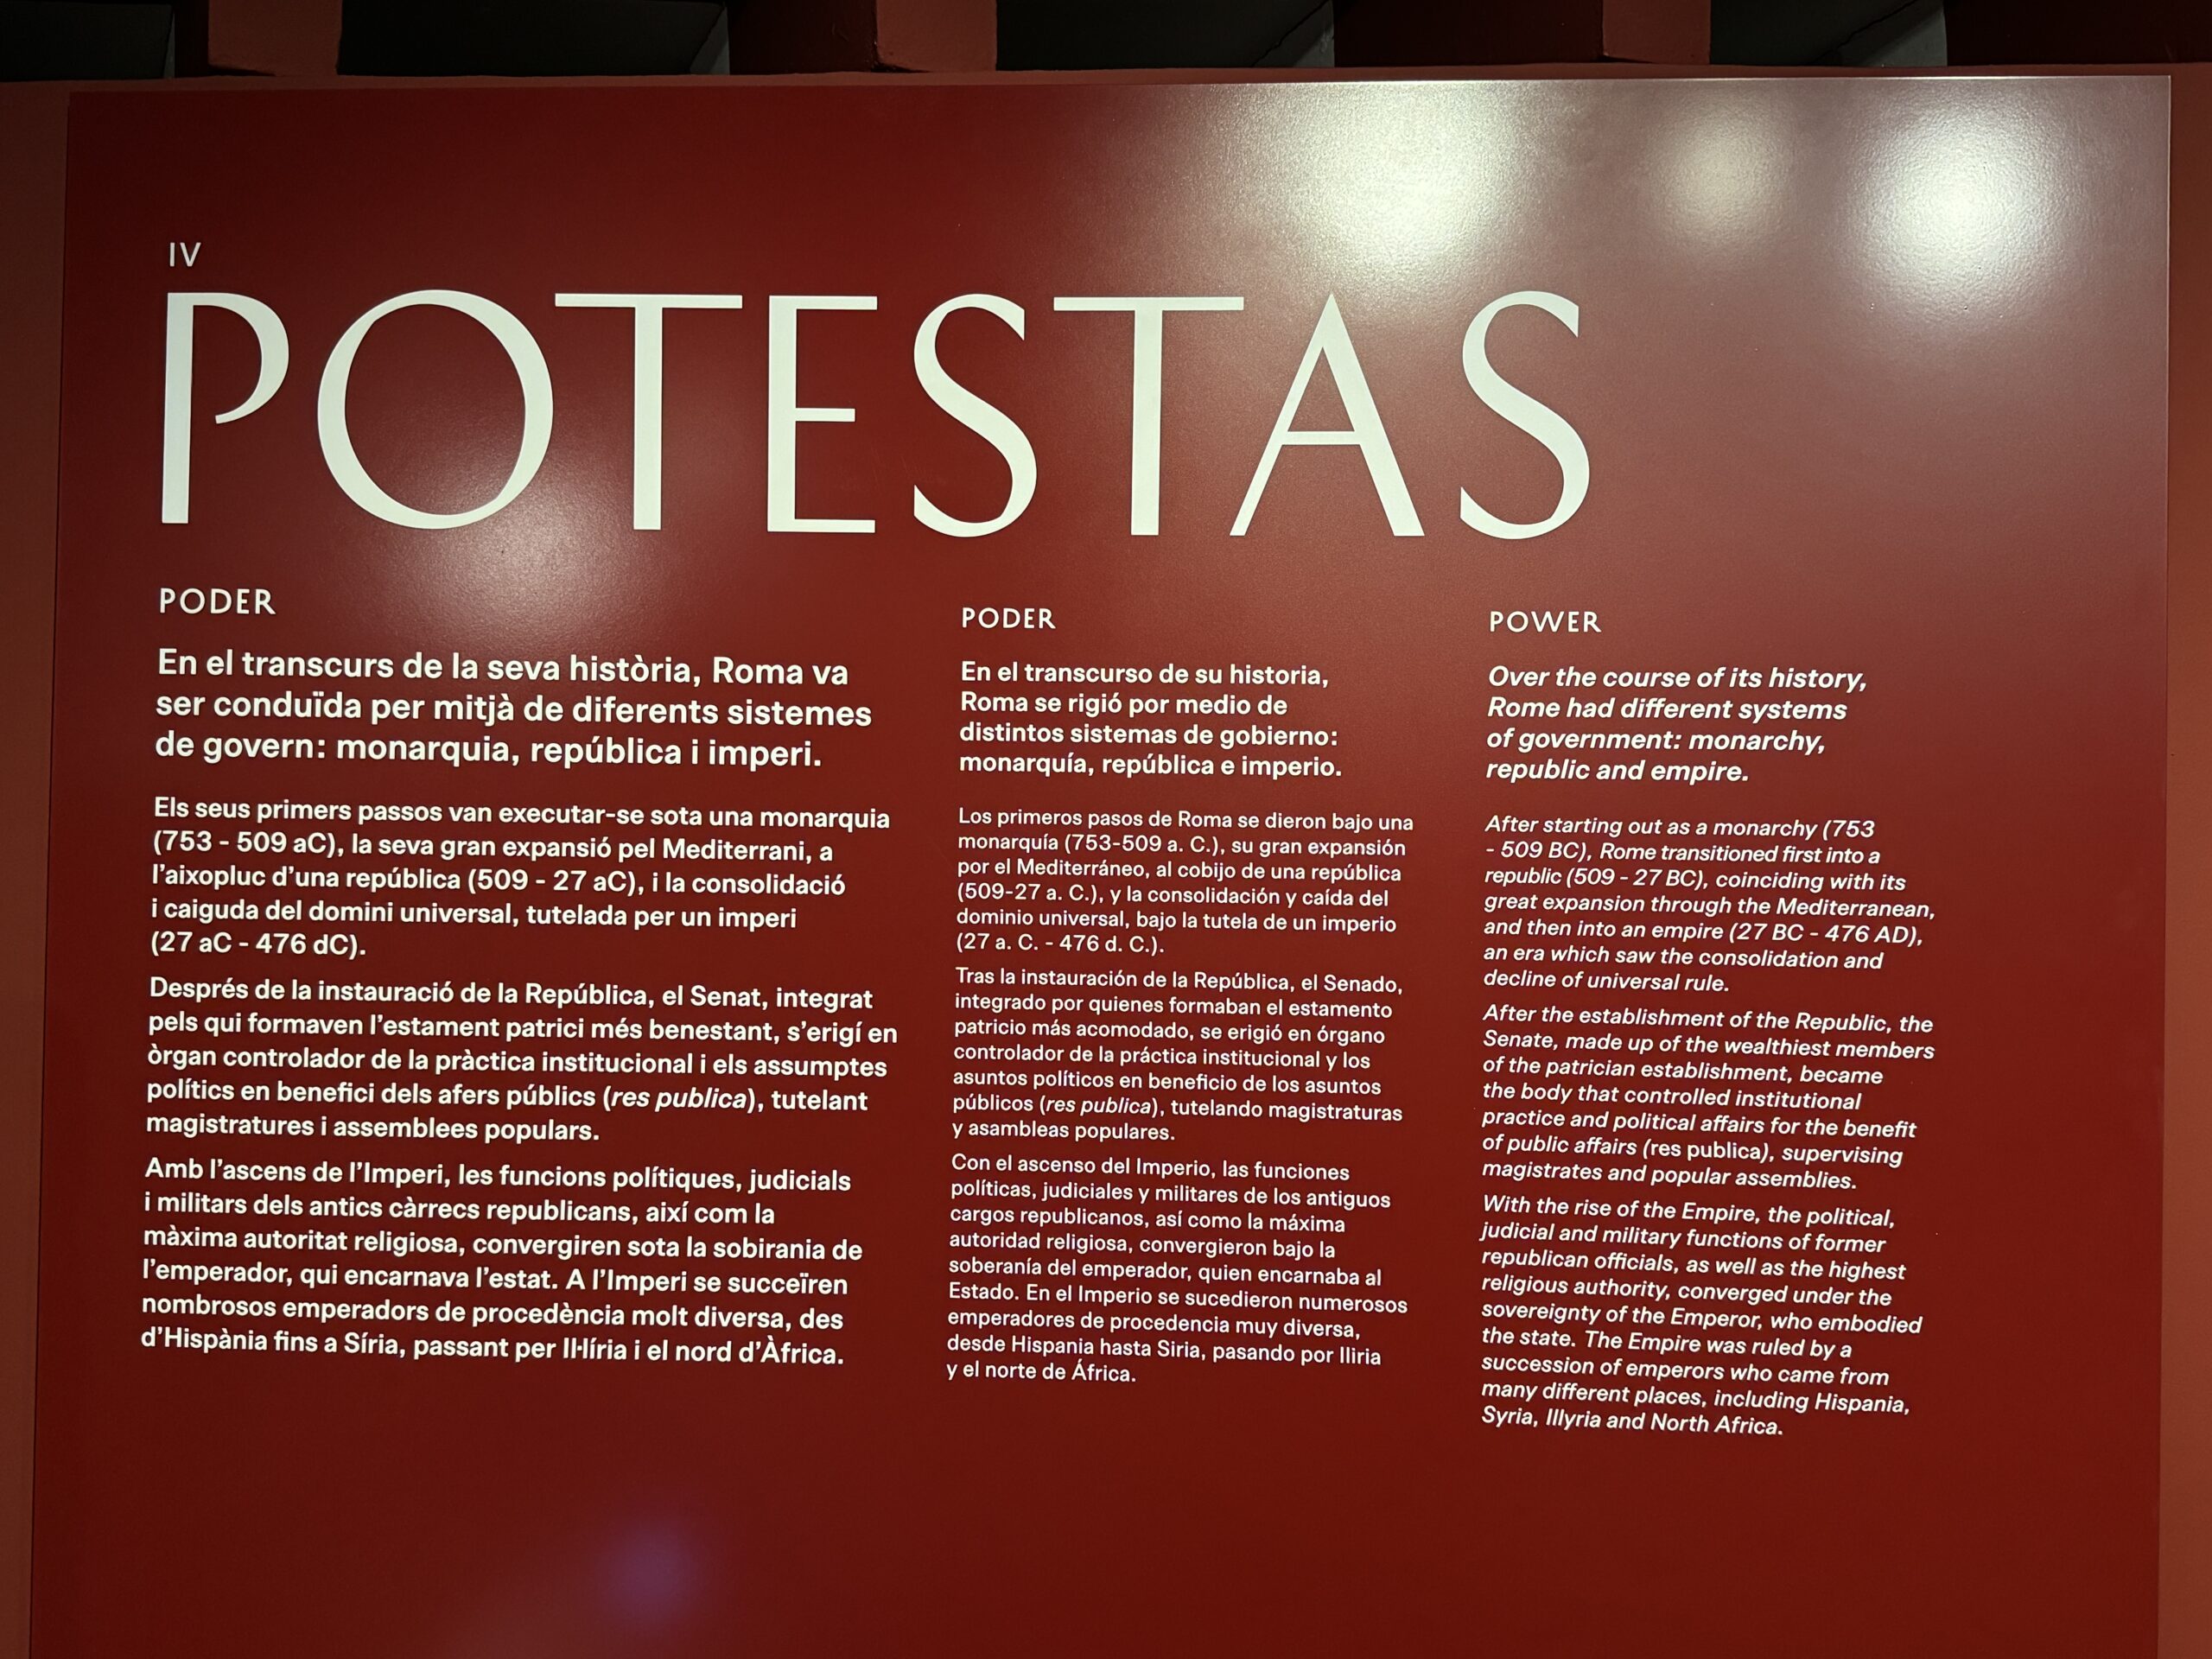 IV
POTESTAS
PODER
En el transcurs de la seva història, Roma va
ser conduïda per mitjà de diferents sistemes
de govern: monarquia, república i imperi.
Els seus primers passos van executar-se sota una monarquia
(753 - 509 aC), la seva gran expansió pel Mediterrani, a
l’aixopluc d’una república (509 - 27 aC), i la consolidació
i caiguda del domini universal, tutelada per un imperi
(27 aC - 476 dC).
Després de la instauració de la República, el Senat, integrat
pels qui formaven l’estament patrici més benestant, s’erigí en
òrgan controlador de la pràctica institucional i els assumptes
polítics en benefici dels afers públics (res publica), tutelant
magistratures i assemblees populars.
Amb l’ascens de l’Imperi, les funcions polítiques, judicials
i militars dels antics càrrecs republicans, així com la
màxima autoritat religiosa, convergiren sota la sobirania de
l’emperador, qui encarnava l’estat. A l’Imperi se succeïren
nombrosos emperadors de procedència molt diversa, des
d’Hispània fins a Síria, passant per Il·líria i el nord d’Àfrica.
PODER
En el transcurso de su historia,
Roma se rigió por medio de
distintos sistemas de gobierno:
monarquía, república e imperio.
Los primeros pasos de Roma se dieron bajo una
monarquía (753-509 a. C.), su gran expansión
por el Mediterráneo, al cobijo de una república
(509-27 a. C.), y la consolidación y caída del
dominio universal, bajo la tutela de un imperio
(27 a. C. - 476 d. C.).
Tras la instauración de la República, el Senado,
integrado por quienes formaban el estamento
patricio más acomodado, se erigió en órgano
controlador de la práctica institucional y los
asuntos políticos en beneficio de los asuntos
públicos (res publica), tutelando magistraturas
y asambleas populares.
Con el ascenso del Imperio, las funciones
políticas, judiciales y militares de los antiguos
cargos republicanos, así como la máxima
autoridad religiosa, convergieron bajo la
soberanía del emperador, quien encarnaba al
Estado. En el Imperio se sucedieron numerosos
emperadores de procedencia muy diversa,
desde Hispania hasta Siria, pasando por Iliria
y el norte de África.
POWER
Over the course of its history,
Rome had different systems
of government: monarchy,
republic and empire.
After starting out as a monarchy (753
- 509 BC), Rome transitioned first into a
republic (509 - 27 BC), coinciding with its
great expansion through the Mediterranean,
and then into an empire (27 BC - 476 AD),
an era which saw the consolidation and
decline of universal rule.
After the establishment of the Republic, the
Senate, made up of the wealthiest members
of the patrician establishment, became
the body that controlled institutional
practice and political affairs for the benefit
of public affairs (res publica), supervising
magistrates and popular assemblies.
With the rise of the Empire, the political,
judicial and military functions of former
republican officials, as well as the highest
religious authority, converged under the
sovereignty of the Emperor, who embodied
the state. The Empire was ruled by a
succession of emperors who came from
many different places, including Hispania,
Syria, Illyria and North Africa.